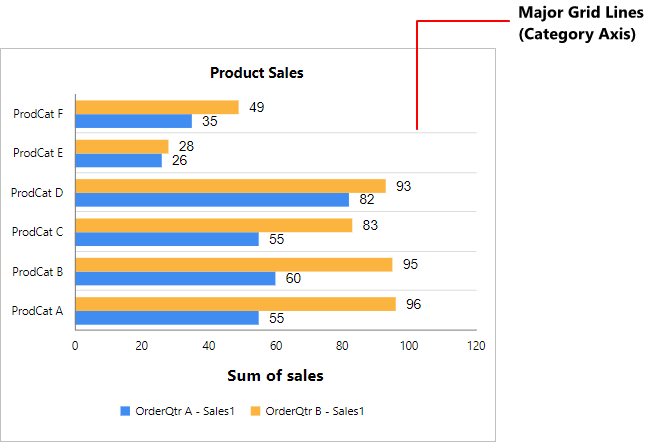 Major Grid Lines
(Category Axis)
Product Sales
ProdCat F
49
35
ProdCat E
28
26
ProdCat D
93
82
ProdCat C
83
55
ProdCat B
95
60
ProdCat A
96
55
0 20 40 60 80 100 120
Sum of sales
OrderQtr A - Sales1 OrderQtr B - Sales1